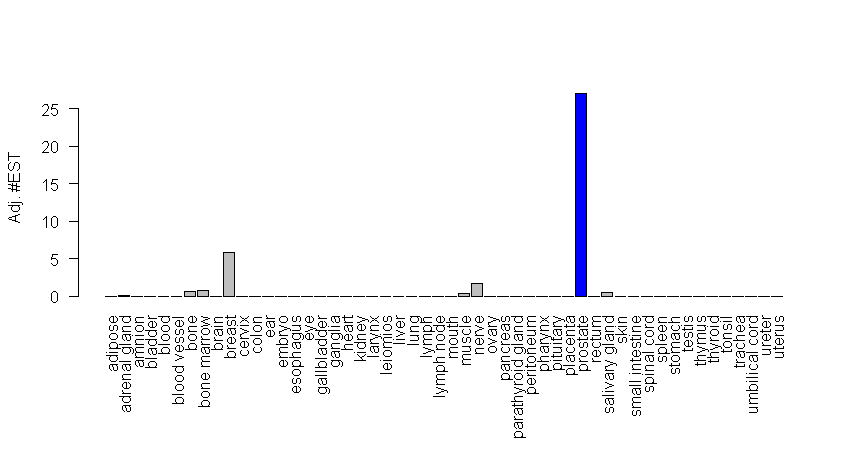 Adj. #EST
25
20
15
10
5
0
adipose
adrenal gland
amnion
bladder
blood
blood vessel
bone
bone marrow
brain
breast
cervix
colon
ear
embryo
esophagus
eye
gallbladder
ganglia
heart
kidney
larynx
leiomios
liver
lung
lymph
lymph node
mouth
muscle
nerve
ovary
pancreas
parathyroid gland
peritoneum
pharynx
pituitary
placenta
prostate
rectum
salivary gland
skin
small intestine
spinal cord
spleen
stomach
testis
thymus
thyroid
tonsil
trachea
umbilical cord
ureter
uterus